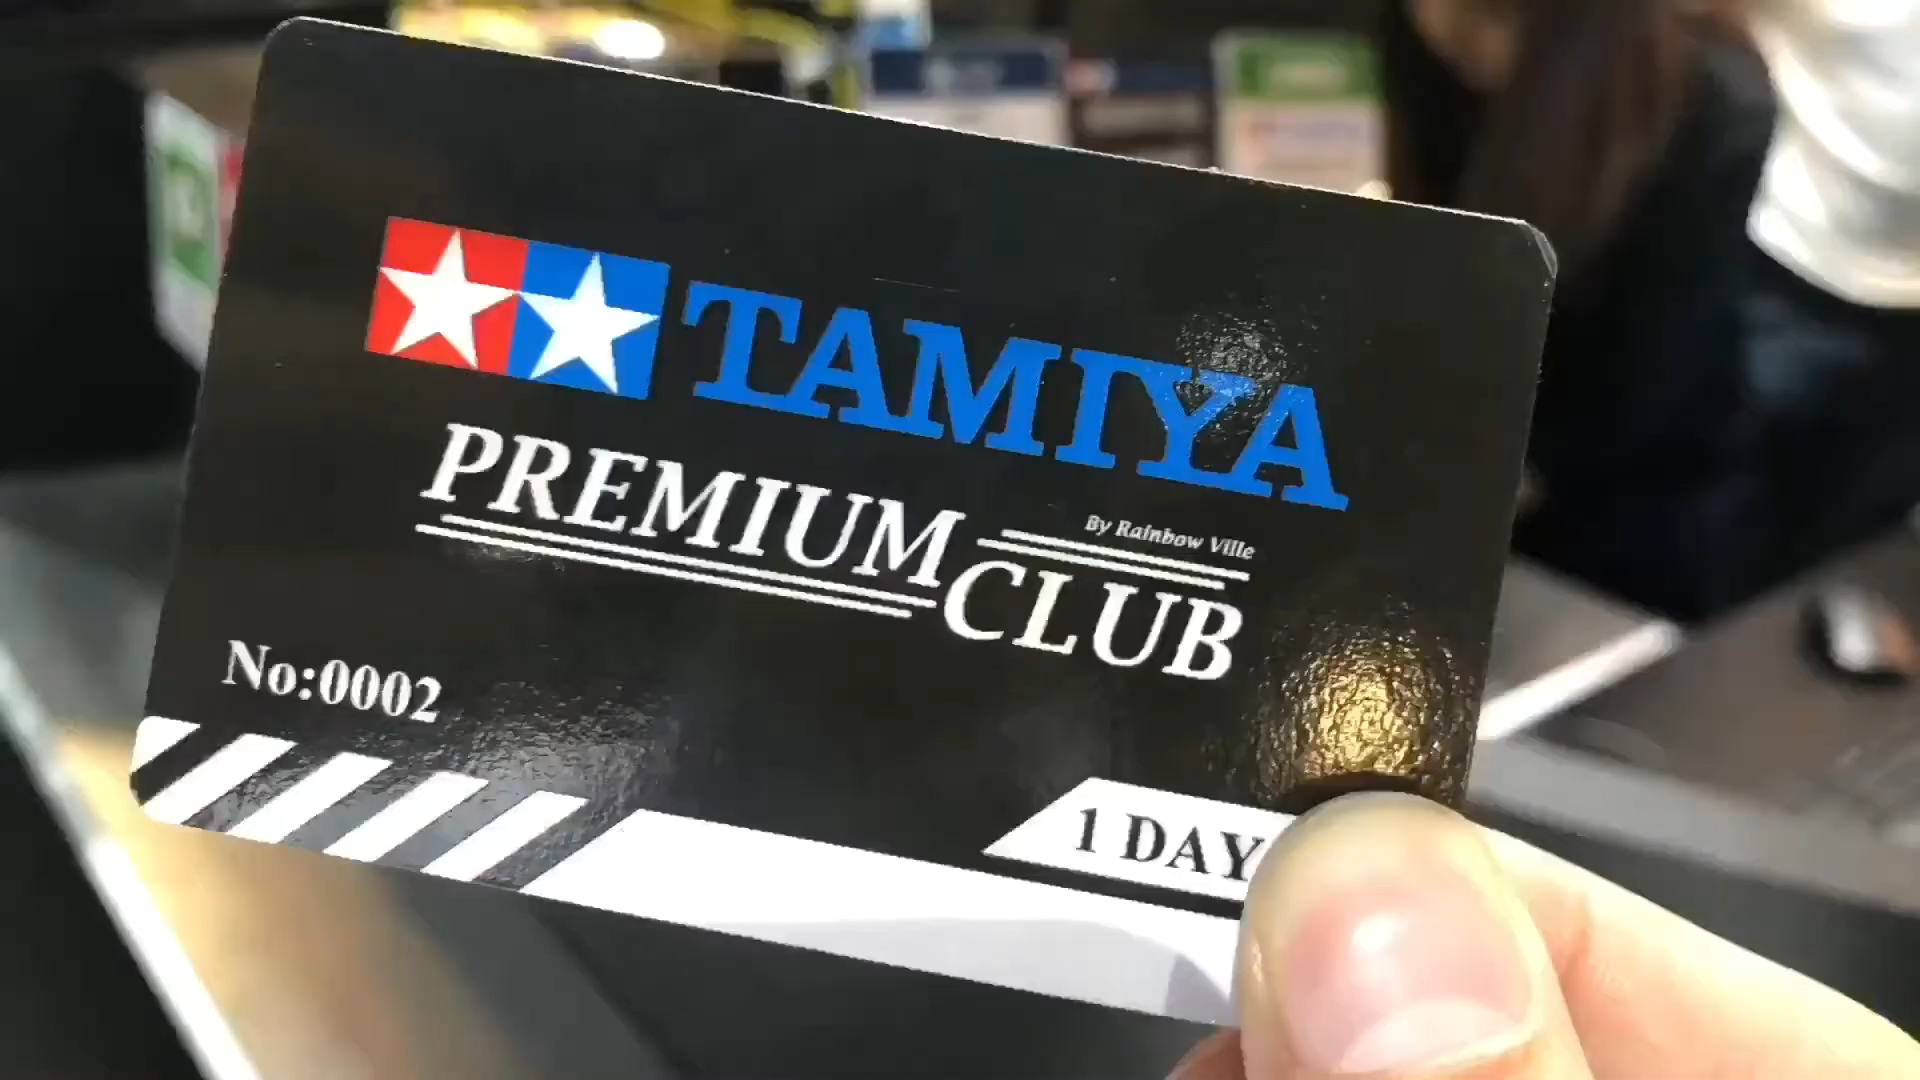 TAMIYA
PREMIUM
By Rainbow Ville
CLUB
No:0002
1 DAY